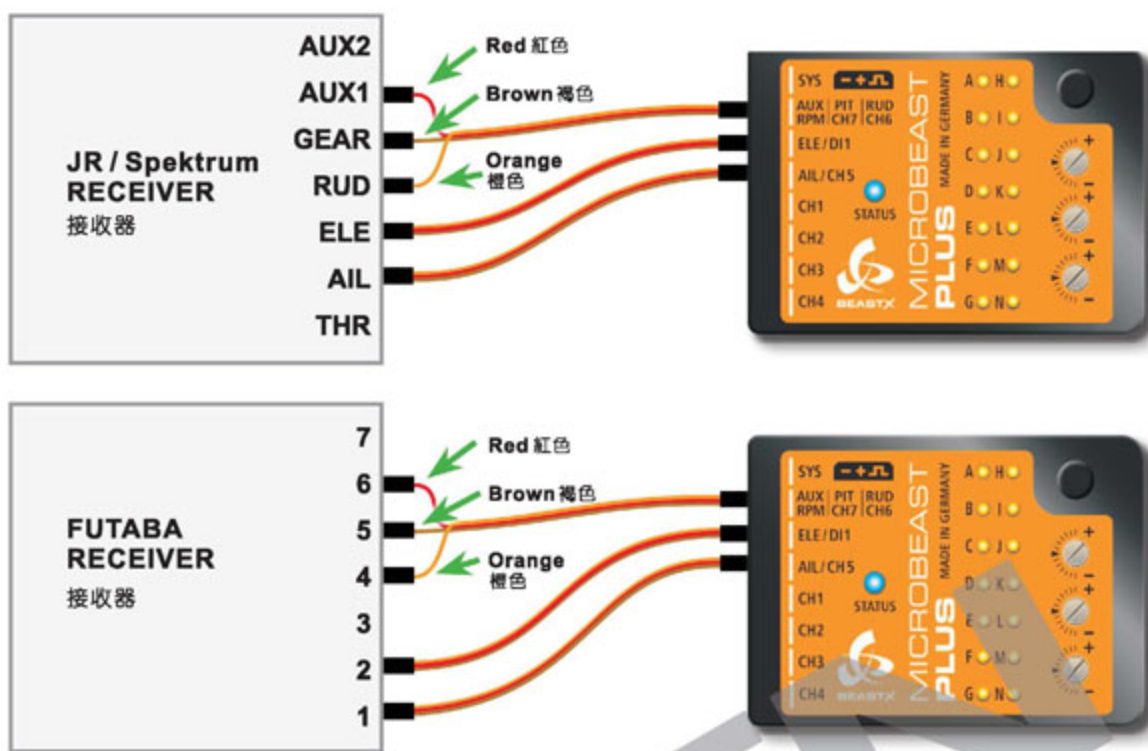 JR / Spektrum
RECEIVER
接收器
AUX2
AUX1
GEAR
RUD
ELE
AIL
THR
Red 紅色
Brown 褐色
Orange
橙色
SYS
AUX RPM | PIT CH7 | RUD CH6
ELE/DI1
AIL/CH5
CH1
CH2
CH3
CH4
STATUS
BEASTX
MICROBEAST
PLUS
MADE IN GERMANY
A H
B I
C J
D K
E L
F M
G N
+
-
+
-
+
-
FUTABA
RECEIVER
接收器
7
6
5
4
3
2
1
Red 紅色
Brown 褐色
Orange
橙色
SYS
AUX RPM | PIT CH7 | RUD CH6
ELE/DI1
AIL/CH5
CH1
CH2
CH3
CH4
STATUS
BEASTX
MICROBEAST
PLUS
MADE IN GERMANY
A H
B I
C J
D K
E L
F M
G N
+
-
+
-
+
-